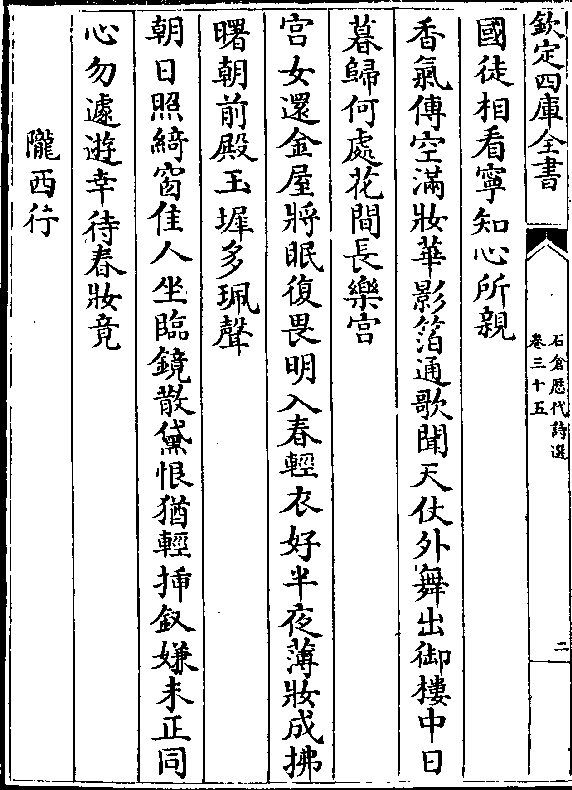 欽定四庫全書
石倉歷代詩選
卷三十五
二
國徒相看寧知心所親
香氣傳空滿妝華影箔通歌聞天仗外舞出御樓中日
暮歸何處花間長樂宫
宫女還金屋將眠復畏明入春輕衣好半夜薄妝成拂
曙朝前殿玉墀多珮聲
朝日照綺窗佳人坐臨鏡散黛恨猶輕揷釵嫌未正同
心勿遽遊幸待春妝竟
隴西行